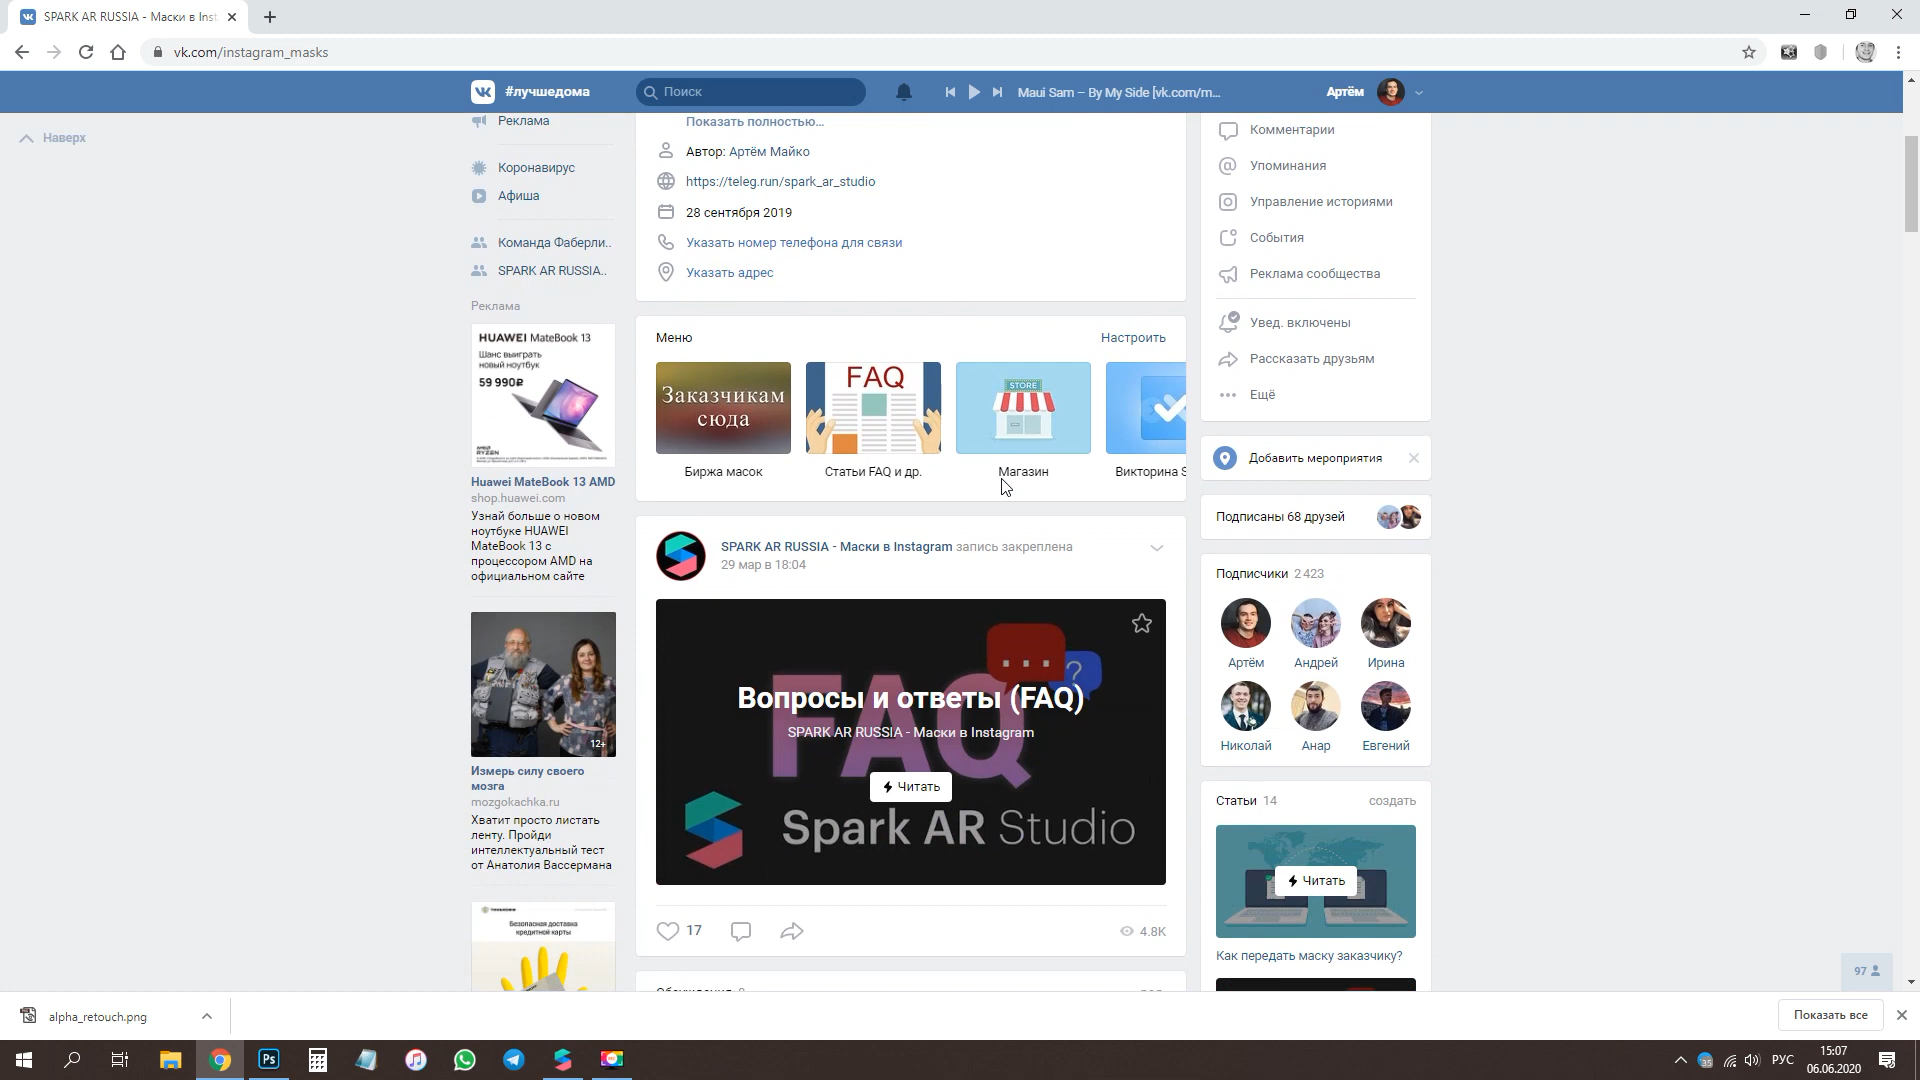 SPARK AR RUSSIA - Маски в Inst
vk.com/instagram_masks
#лучшедома
Поиск
Maui Sam – By My Side [vk.com/m...
Артём
Наверх
Реклама
Коронавирус
Афиша
Команда Фаберли..
SPARK AR RUSSIA..
Реклама
HUAWEI MateBook 13
Шанс выиграть
новый ноутбук
59 990₽
AMD
RYZEN
Huawei MateBook 13 AMD
shop.huawei.com
Узнай больше о новом
ноутбуке HUAWEI
MateBook 13 с
процессором AMD на
официальном сайте
12+
Измерь силу своего
мозга
mozgokachka.ru
Хватит просто листать
ленту. Пройди
интеллектуальный тест
от Анатолия Вассермана
Безопасная доставка
кредитной карты
Показать полностью...
Автор: Артём Майко
https://teleg.run/spark_ar_studio
28 сентября 2019
Указать номер телефона для связи
Указать адрес
Меню
Настроить
Заказчикам
сюда
FAQ
STORE
Биржа масок
Статьи FAQ и др.
Магазин
Викторина S
SPARK AR RUSSIA - Маски в Instagram запись закреплена
29 мар в 18:04
FAQ
?
Вопросы и ответы (FAQ)
SPARK AR RUSSIA - Маски в Instagram
Читать
Spark AR Studio
17
4.8K
Комментарии
Упоминания
Управление историями
События
Реклама сообщества
Увед. включены
Рассказать друзьям
Ещё
Добавить мероприятия
Подписаны 68 друзей
Подписчики 2 423
Артём
Андрей
Ирина
Николай
Анар
Евгений
Статьи 14
создать
Читать
Как передать маску заказчику?
97
alpha_retouch.png
Показать все
Ps
35
РУС
15:07
06.06.2020